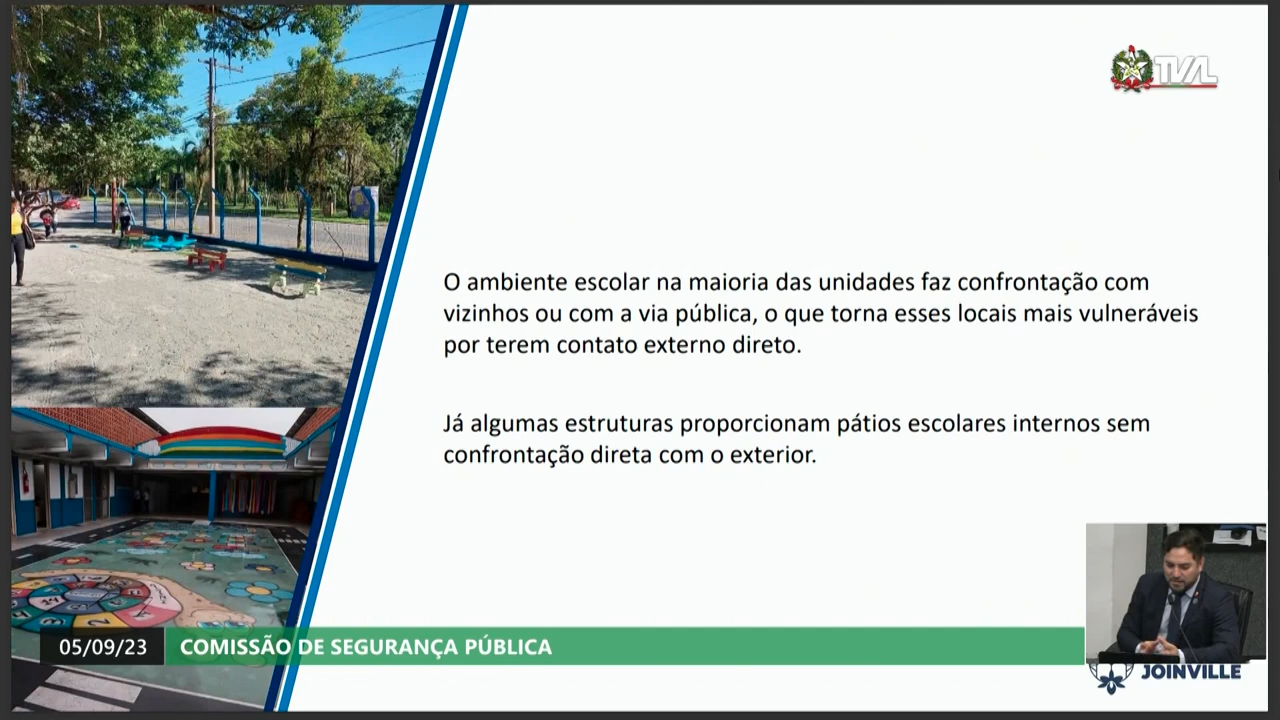 TVAL
O ambiente escolar na maioria das unidades faz confrontação com
vizinhos ou com a via pública, o que torna esses locais mais vulneráveis
por terem contato externo direto.
Já algumas estruturas proporcionam pátios escolares internos sem
confrontação direta com o exterior.
05/09/23 COMISSÃO DE SEGURANÇA PÚBLICA
JOINVILLE